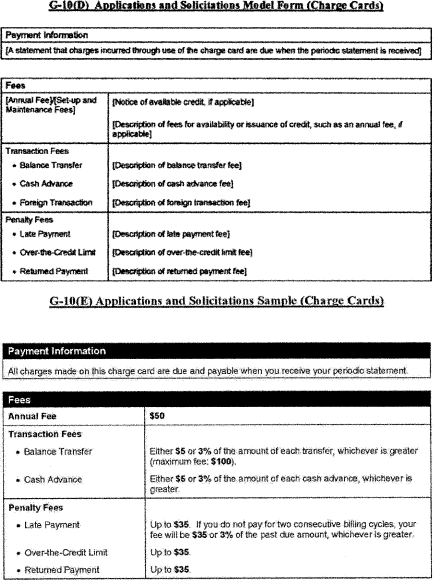 G-10(D) Applications and Solicitations Model Form (Charge Cards)
Payment Information
[A statement that charges incurred through use of the charge card are due when the periodic statement is received]
Fees
[Annual Fee]/[Set-up and
Maintenance Fees]
[Notice of available credit, if applicable]
[Description of fees for availability or issuance of credit, such as an annual fee, if
applicable]
Transaction Fees
• Balance Transfer [Description of balance transfer fee]
• Cash Advance [Description of cash advance fee]
• Foreign Transaction [Description of foreign transaction fee]
Penalty Fees
• Late Payment [Description of late payment fee]
• Over-the-Credit Limit [Description of over-the-credit limit fee]
• Returned Payment [Description of returned payment fee]
G-10(E) Applications and Solicitations Sample (Charge Cards)
Payment Information
All charges made on this charge card are due and payable when you receive your periodic statement.
Fees
Annual Fee $50
Transaction Fees
• Balance Transfer Either $5 or 3% of the amount of each transfer, whichever is greater
(maximum fee: $100).
• Cash Advance Either $5 or 3% of the amount of each cash advance, whichever is
greater.
Penalty Fees
• Late Payment Up to $35. If you do not pay for two consecutive billing cycles, your
fee will be $35 or 3% of the past due amount, whichever is greater.
• Over-the-Credit Limit Up to $35.
• Returned Payment Up to $35.